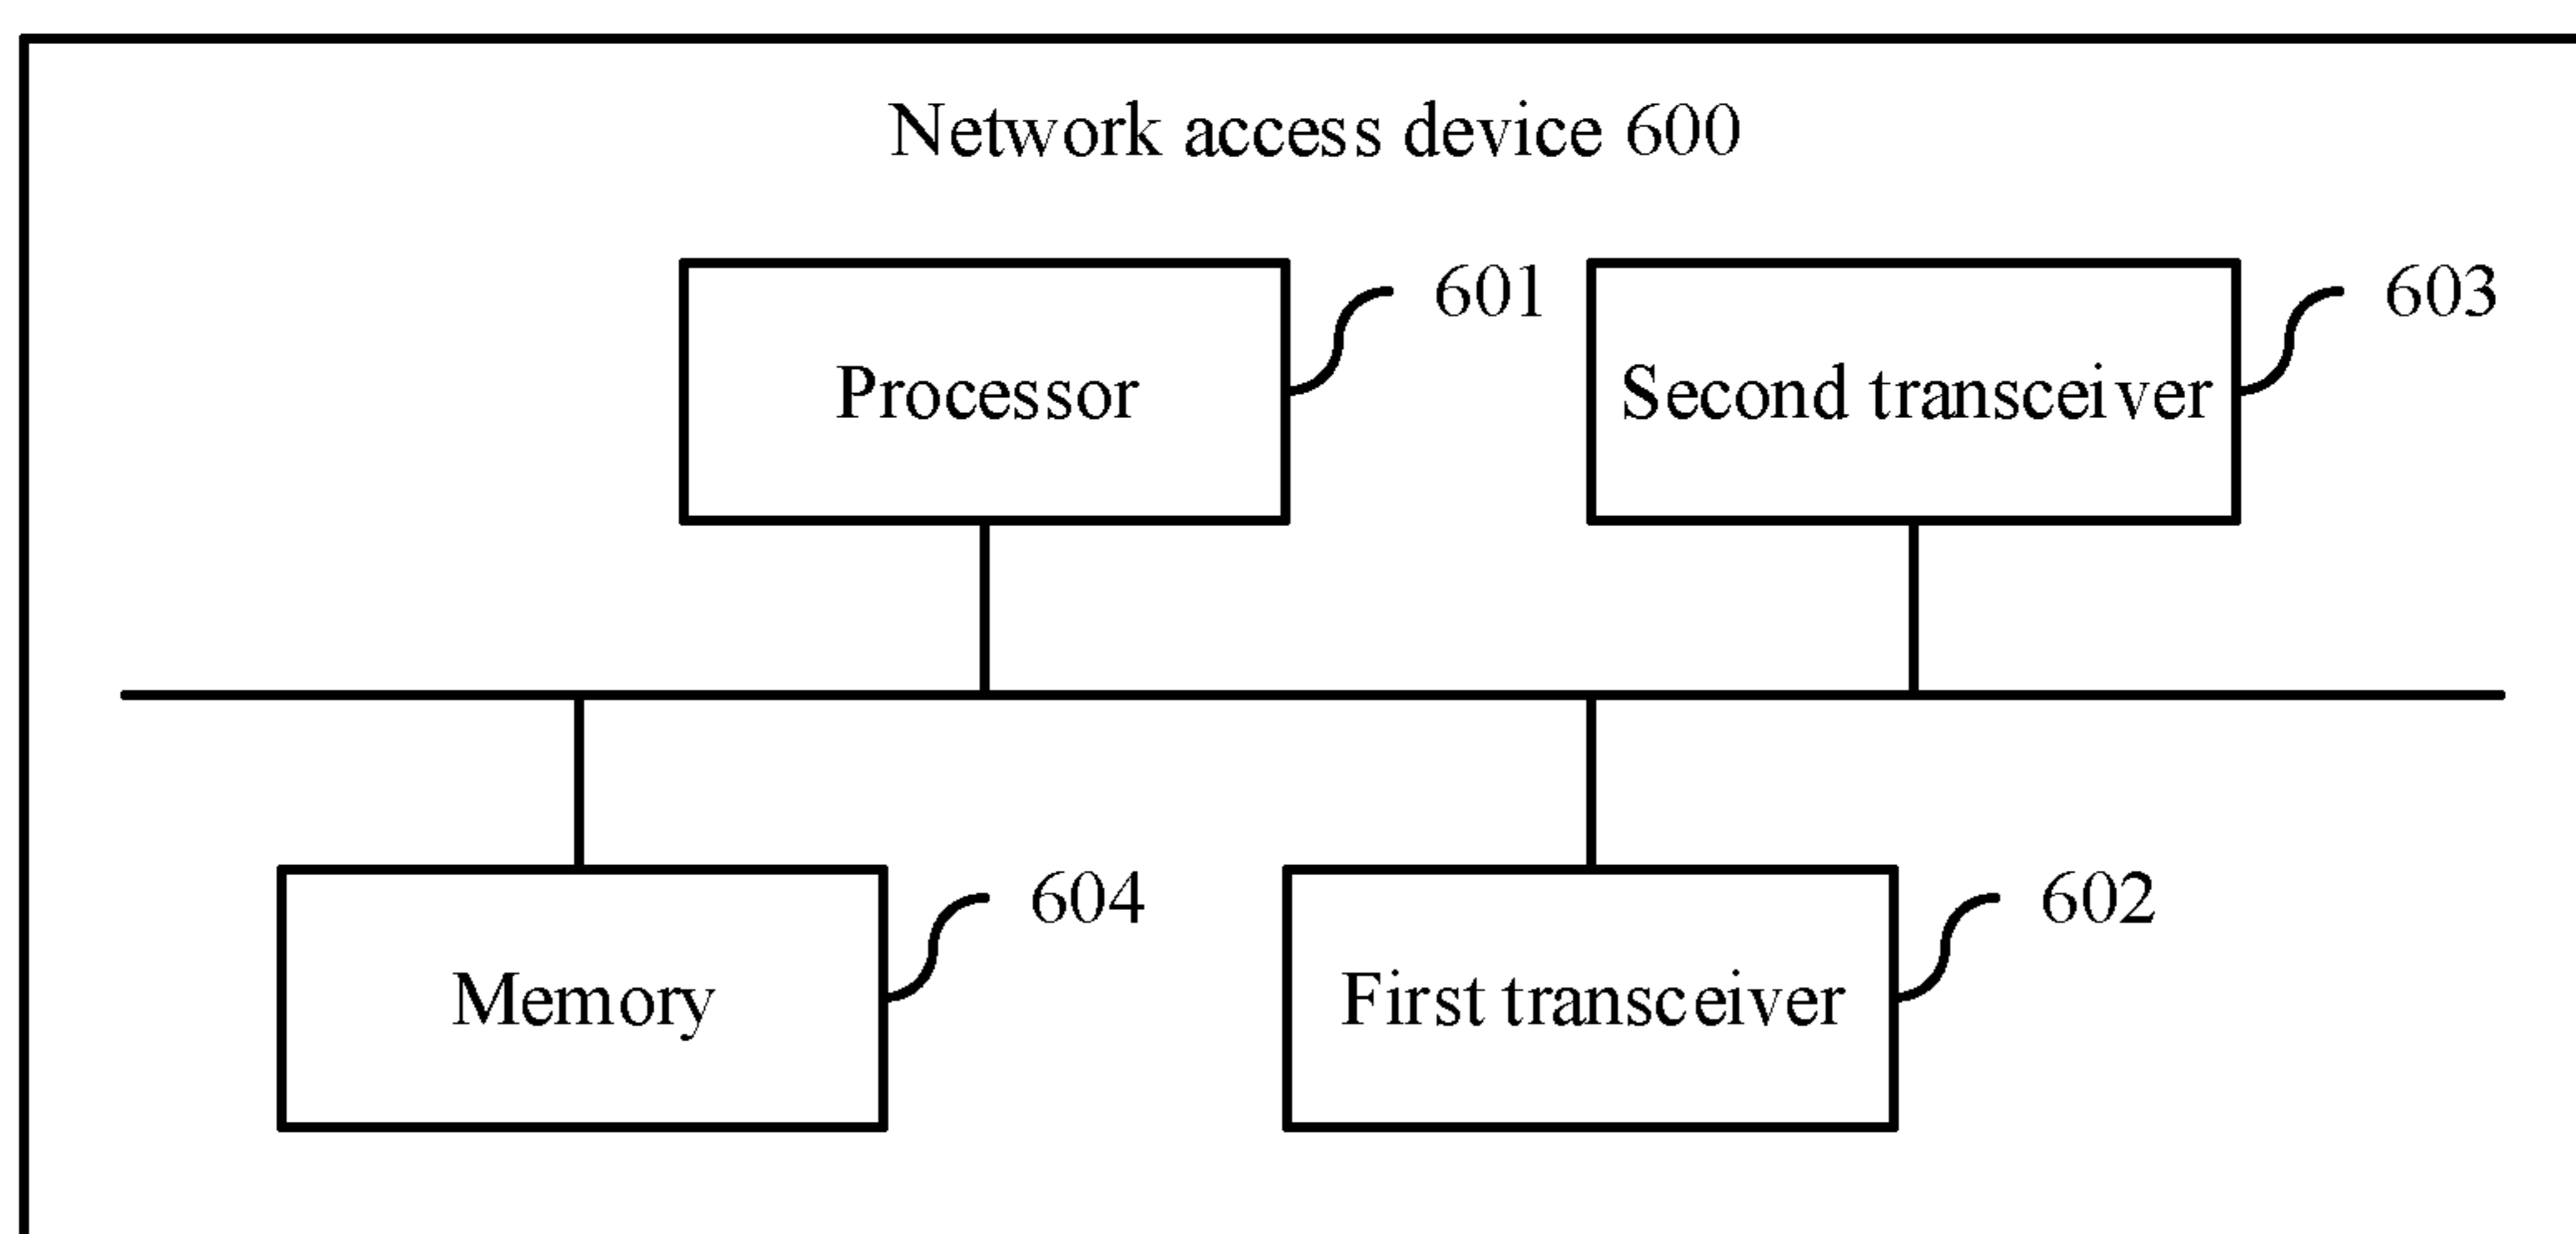 Network access device 600
601
603
Processor
Second transceiver
604
602
Memory
First transceiver